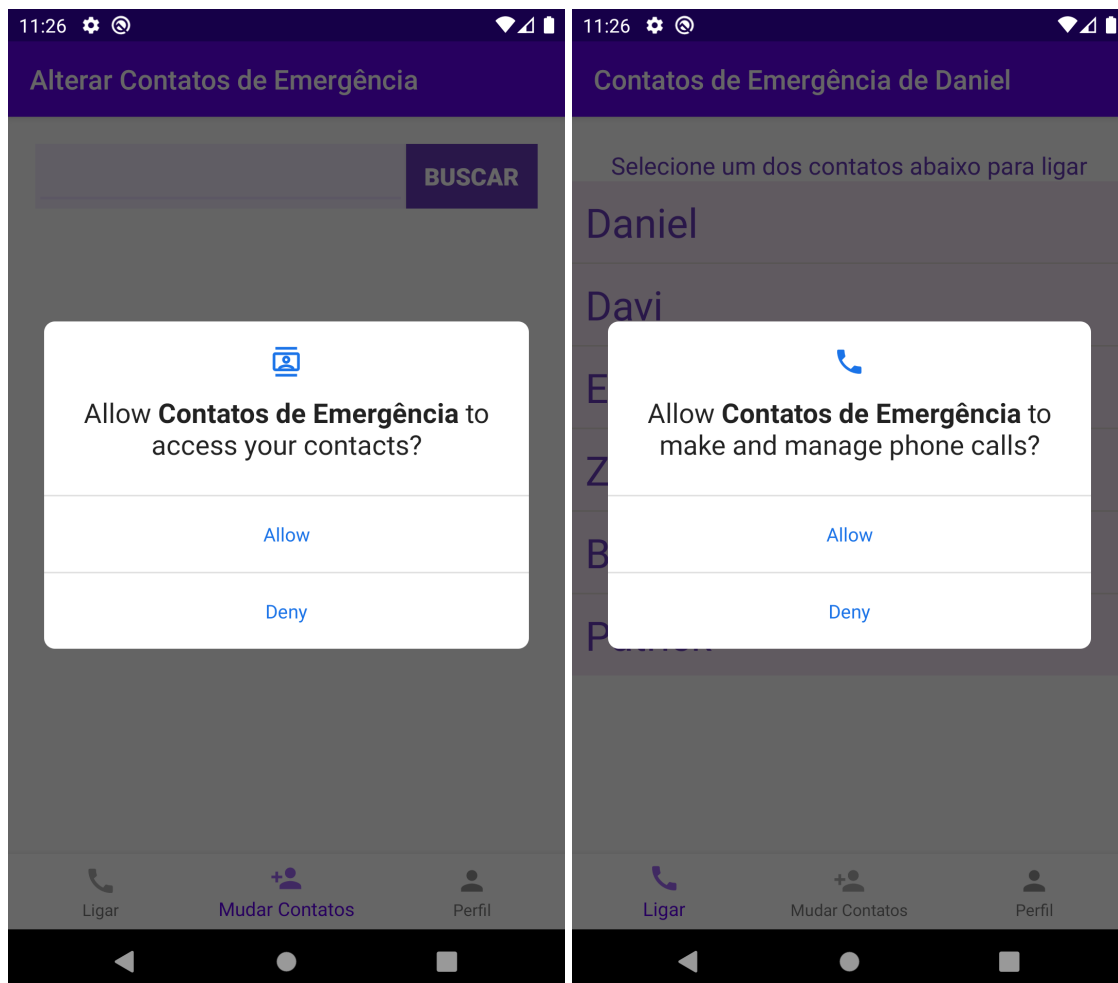 11:26
Alterar Contatos de Emergência
BUSCAR
Allow Contatos de Emergência to
access your contacts?
Allow
Deny
Ligar
Mudar Contatos
Perfil
11:26
Contatos de Emergência de Daniel
Selecione um dos contatos abaixo para ligar
Daniel
Davi
Allow Contatos de Emergência to
make and manage phone calls?
Allow
Deny
Ligar
Mudar Contatos
Perfil